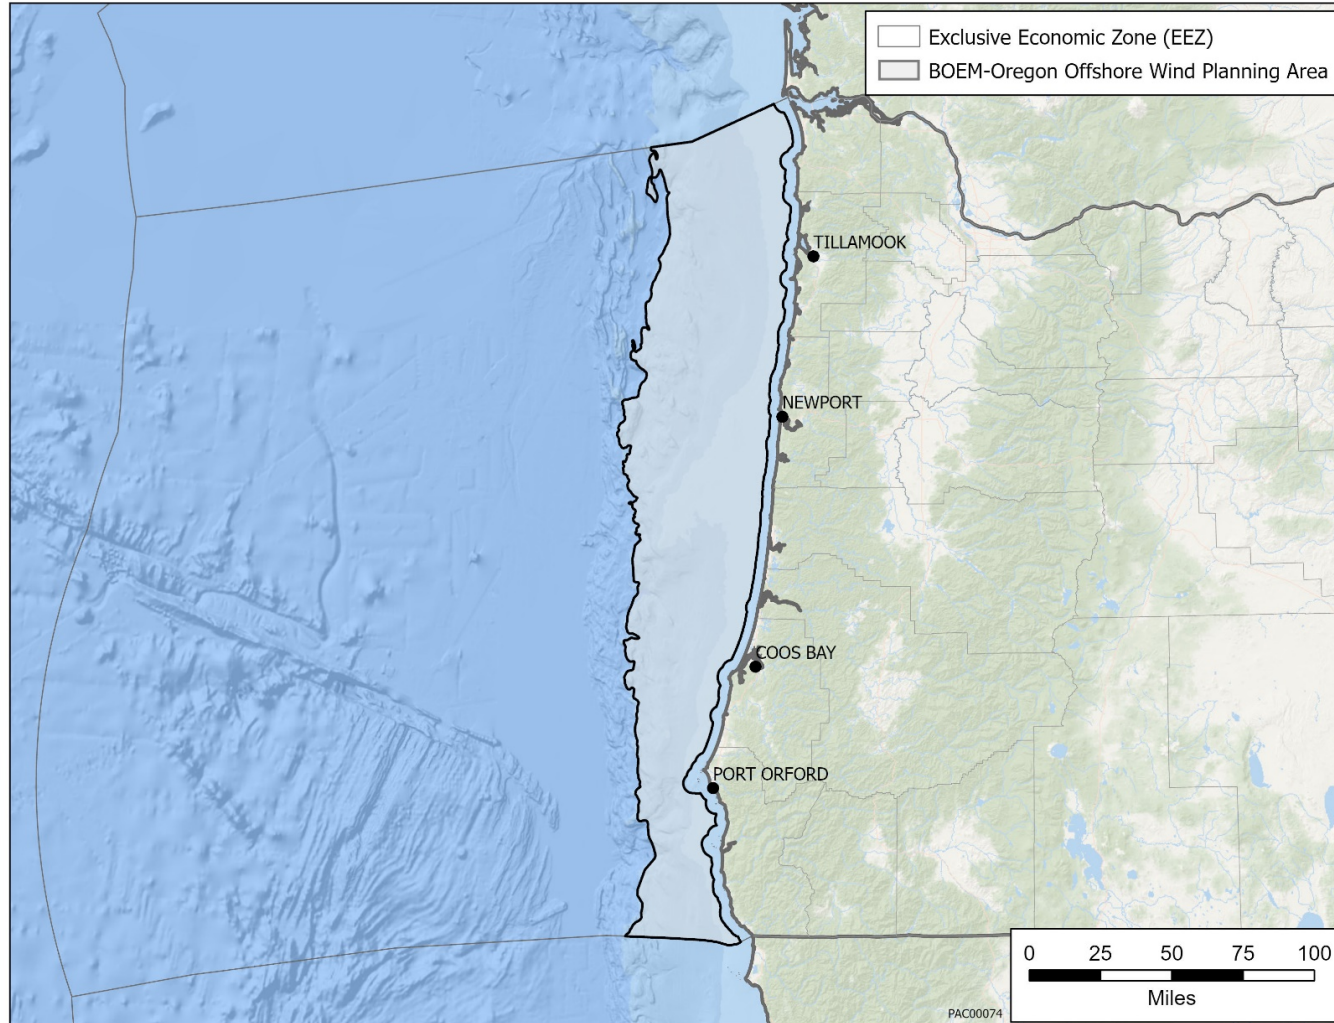 Exclusive Economic Zone (EEZ)
BOEM-Oregon Offshore Wind Planning Area
TILLAMOOK
NEWPORT
COOS BAY
PORT ORFORD
0 25 50 75 100
Miles
PAC00074